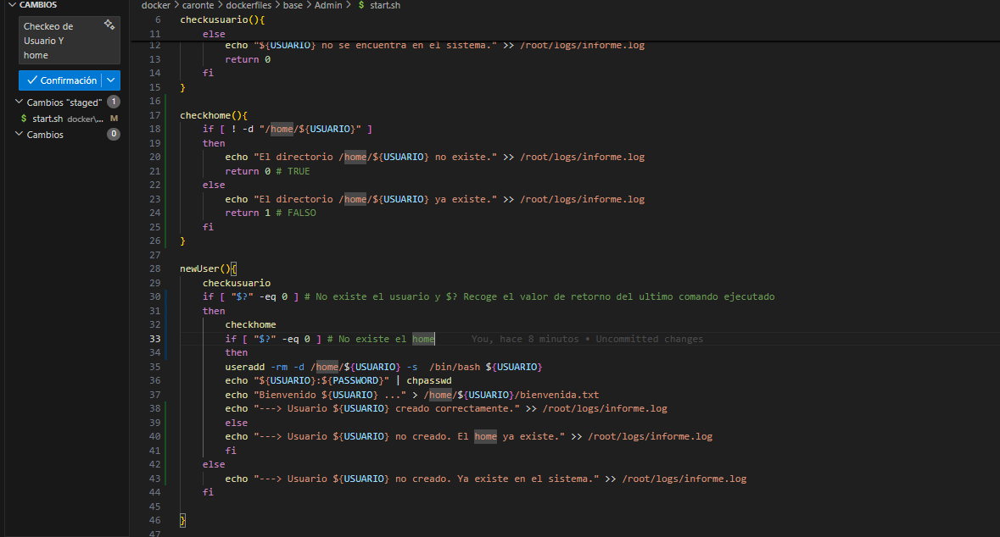 CAMBIOS
Checkeo de
Usuario Y
home
Confirmación
Cambios "staged" 1
$ start.sh docker\... M
Cambios 0
docker > caronte > dockerfiles > base > Admin > $ start.sh
6 checkusuario(){
11 else
12 echo "${USUARIO} no se encuentra en el sistema." >> /root/logs/informe.log
13 return 0
14 fi
15 }
16
17 checkhome(){
18 if [ ! -d "/home/${USUARIO}" ]
19 then
20 echo "El directorio /home/${USUARIO} no existe." >> /root/logs/informe.log
21 return 0 # TRUE
22 else
23 echo "El directorio /home/${USUARIO} ya existe." >> /root/logs/informe.log
24 return 1 # FALSO
25 fi
26 }
27
28 newUser(){
29 checkusuario
30 if [ "$?" -eq 0 ] # No existe el usuario y $? Recoge el valor de retorno del ultimo comando ejecutado
31 then
32 checkhome
33 if [ "$?" -eq 0 ] # No existe el home You, hace 8 minutos • Uncommitted changes
34 then
35 useradd -rm -d /home/${USUARIO} -s  /bin/bash ${USUARIO}
36 echo "${USUARIO}:${PASSWORD}" | chpasswd
37 echo "Bienvenido ${USUARIO} ..." > /home/${USUARIO}/bienvenida.txt
38 echo "---> Usuario ${USUARIO} creado correctamente." >> /root/logs/informe.log
39 else
40 echo "---> Usuario ${USUARIO} no creado. El home ya existe." >> /root/logs/informe.log
41 fi
42 else
43 echo "---> Usuario ${USUARIO} no creado. Ya existe en el sistema." >> /root/logs/informe.log
44 fi
45
46 }
47